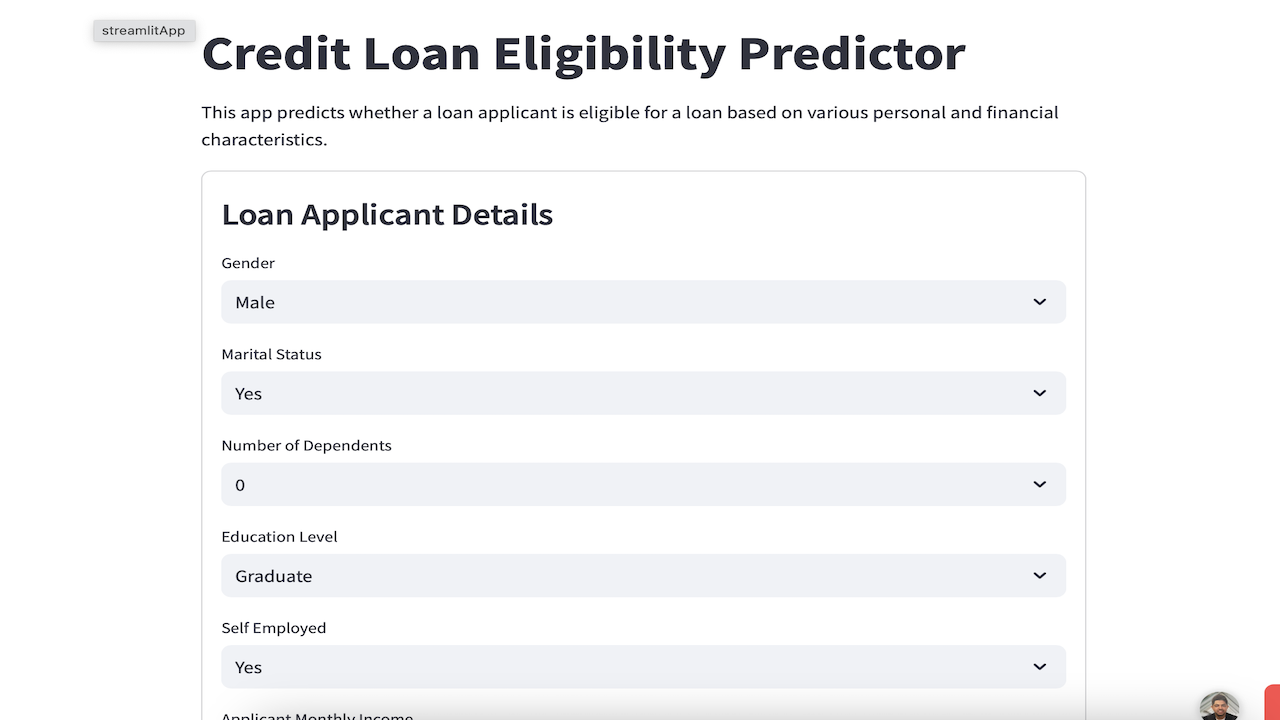 streamlitApp
Credit Loan Eligibility Predictor
This app predicts whether a loan applicant is eligible for a loan based on various personal and financial
characteristics.
Loan Applicant Details
Gender
Male
Marital Status
Yes
Number of Dependents
0
Education Level
Graduate
Self Employed
Yes
Applicant Monthly Income